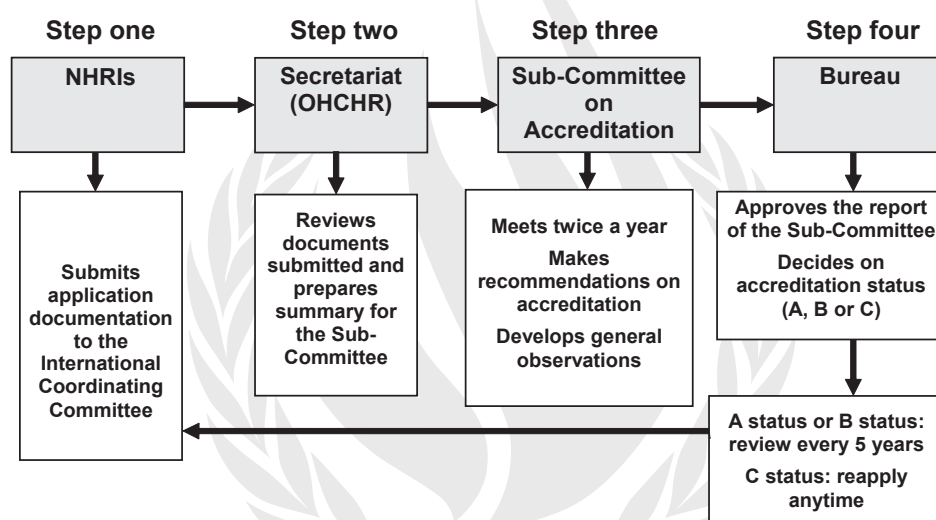 Step one
Step two
Step three
Step four
NHRIs
Secretariat
(OHCHR)
Sub-Committee
on
Accreditation
Bureau
Submits
application
documentation
to the
International
Coordinating
Committee
Reviews
documents
submitted and
prepares
summary for
the Sub-
Committee
Meets twice a year
Makes
recommendations on
accreditation
Develops general
observations
Approves the report
of the Sub-Committee
Decides on
accreditation status
(A, B or C)
A status or B status:
review every 5 years
C status: reapply
anytime